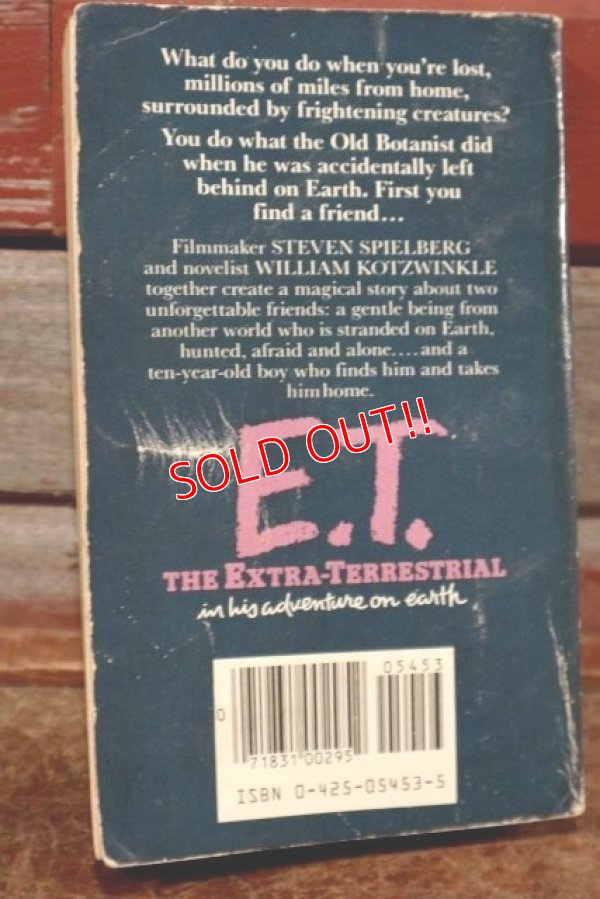 What do you do when you're lost,
millions of miles from home,
surrounded by frightening creatures?
You do what the Old Botanist did
when he was accidentally left
behind on Earth. First you
find a friend...
Filmmaker STEVEN SPIELBERG
and novelist WILLIAM KOTZWINKLE
together create a magical story about two
unforgettable friends: a gentle being from
another world who is stranded on Earth,
hunted, afraid and alone....and a
ten-year-old boy who finds him and takes
him home.
SOLD OUT!!
E.T.
THE EXTRA-TERRESTRIAL
in his adventure on earth
05453
0
71831 00295
ISBN 0-425-05453-5